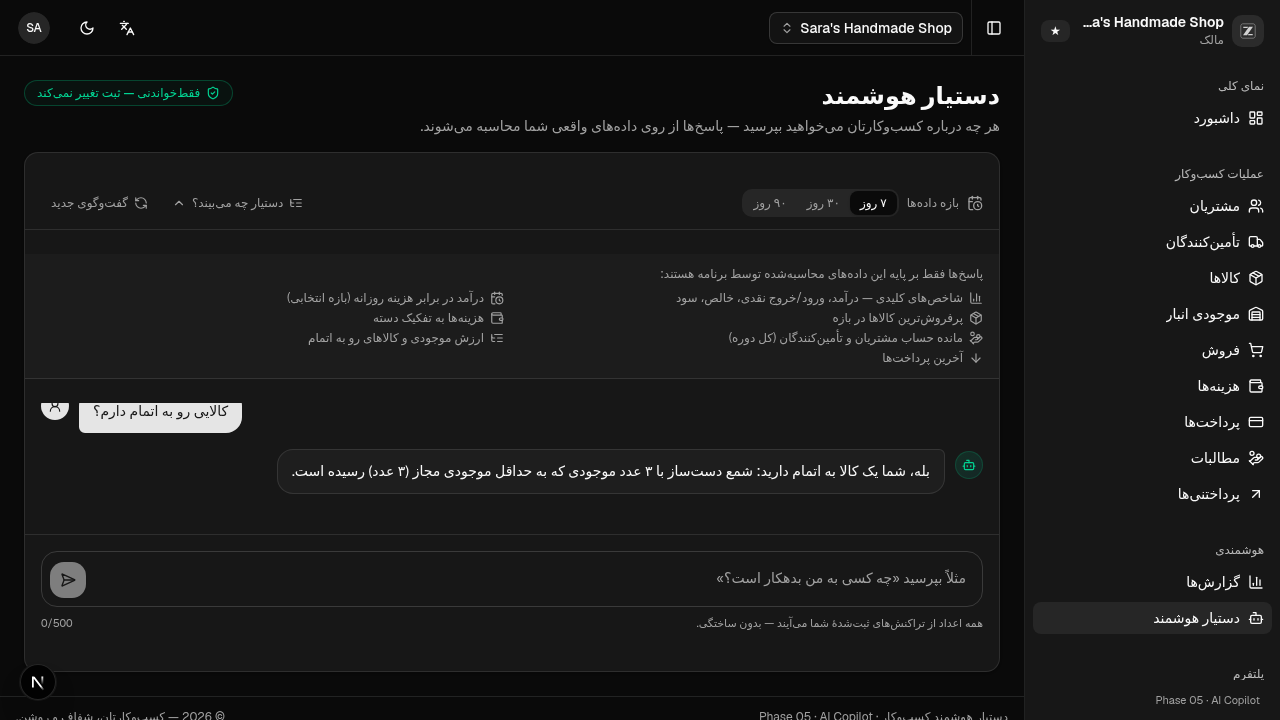 ...a's Handmade Shop
مالک
★
نمای کلی
داشبورد
عملیات کسب‌وکار
مشتریان
تأمین‌کنندگان
کالاها
موجودی انبار
فروش
هزینه‌ها
پرداخت‌ها
مطالبات
پرداختنی‌ها
هوشمندی
گزارش‌ها
دستیار هوشمند
پلتفرم
Phase 05 · AI Copilot
Sara's Handmade Shop
SA
دستیار هوشمند
فقط‌خواندنی — ثبت تغییر نمی‌کند
هر چه درباره کسب‌وکارتان می‌خواهید بپرسید — پاسخ‌ها از روی داده‌های واقعی شما محاسبه می‌شوند.
بازه داده‌ها ۷ روز ۳۰ روز ۹۰ روز دستیار چه می‌بیند؟ گفت‌وگوی جدید
پاسخ‌ها فقط بر پایه این داده‌های محاسبه‌شده توسط برنامه هستند:
شاخص‌های کلیدی — درآمد، ورود/خروج نقدی، خالص، سود
درآمد در برابر هزینه روزانه (بازه انتخابی)
پرفروش‌ترین کالاها در بازه
هزینه‌ها به تفکیک دسته
مانده حساب مشتریان و تأمین‌کنندگان (کل دوره)
ارزش موجودی و کالاهای رو به اتمام
آخرین پرداخت‌ها
کالایی رو به اتمام دارم؟
بله، شما یک کالا به اتمام دارید: شمع دست‌ساز با ۳ عدد موجودی که به حداقل موجودی مجاز (۳ عدد) رسیده است.
مثلاً بپرسید «چه کسی به من بدهکار است؟»
همه اعداد از تراکنش‌های ثبت‌شدهٔ شما می‌آیند — بدون ساختگی.
0/500
N
دستیار هوشمند کسب‌وکار · Phase 05 · AI Copilot
© 2026 — کسب‌وکارتان، شفاف و روشن.